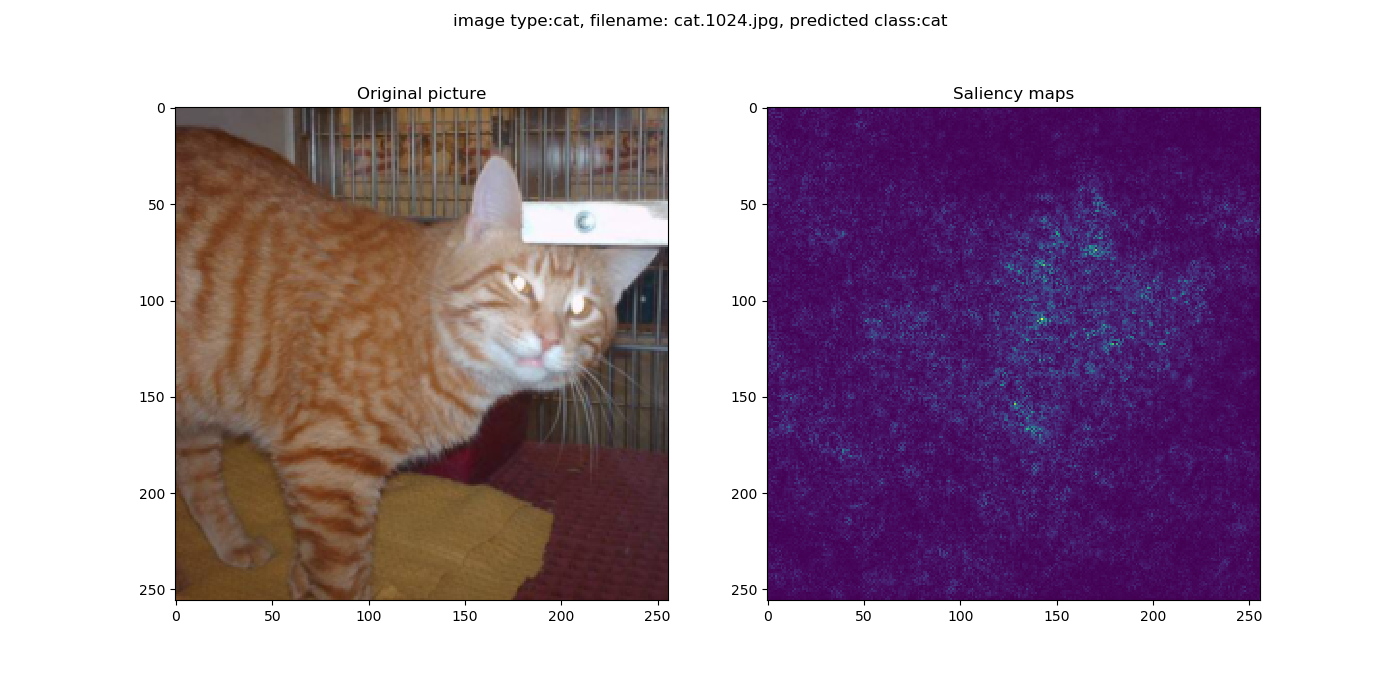 image type:cat, filename: cat.1024.jpg, predicted class:cat
Original picture
0
50
100
150
200
250
0 50 100 150 200 250
Saliency maps
0
50
100
150
200
250
0 50 100 150 200 250